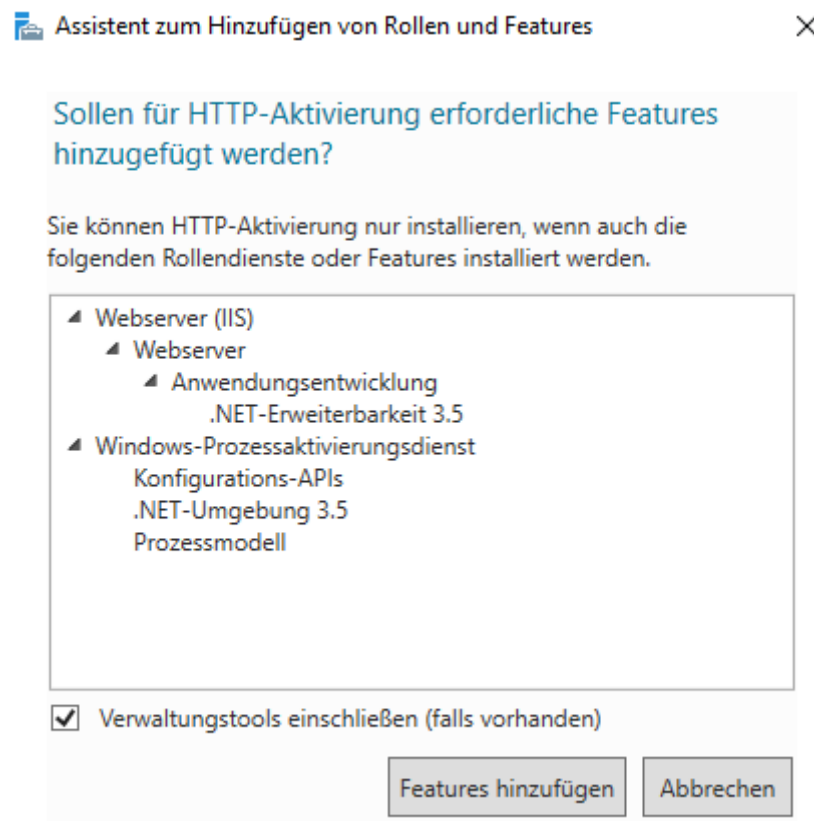 Assistent zum Hinzufügen von Rollen und Features
Sollen für HTTP-Aktivierung erforderliche Features
hinzugefügt werden?
Sie können HTTP-Aktivierung nur installieren, wenn auch die
folgenden Rollendienste oder Features installiert werden.
Webserver (IIS)
Webserver
Anwendungsentwicklung
.NET-Erweiterbarkeit 3.5
Windows-Prozessaktivierungsdienst
Konfigurations-APIs
.NET-Umgebung 3.5
Prozessmodell
Verwaltungstools einschließen (falls vorhanden)
Features hinzufügen Abbrechen